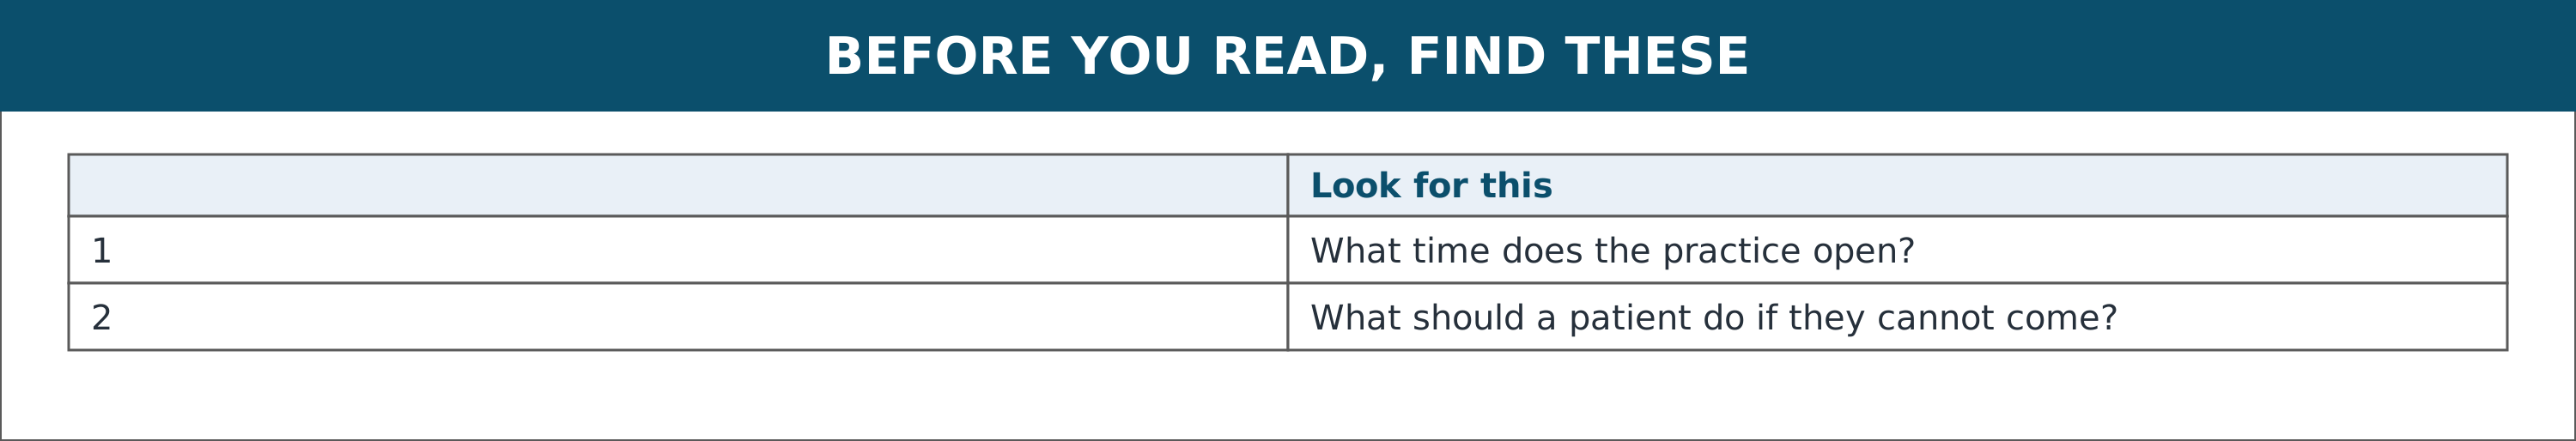 BEFORE YOU READ, FIND THESE
Look for this
1 What time does the practice open?
2 What should a patient do if they cannot come?